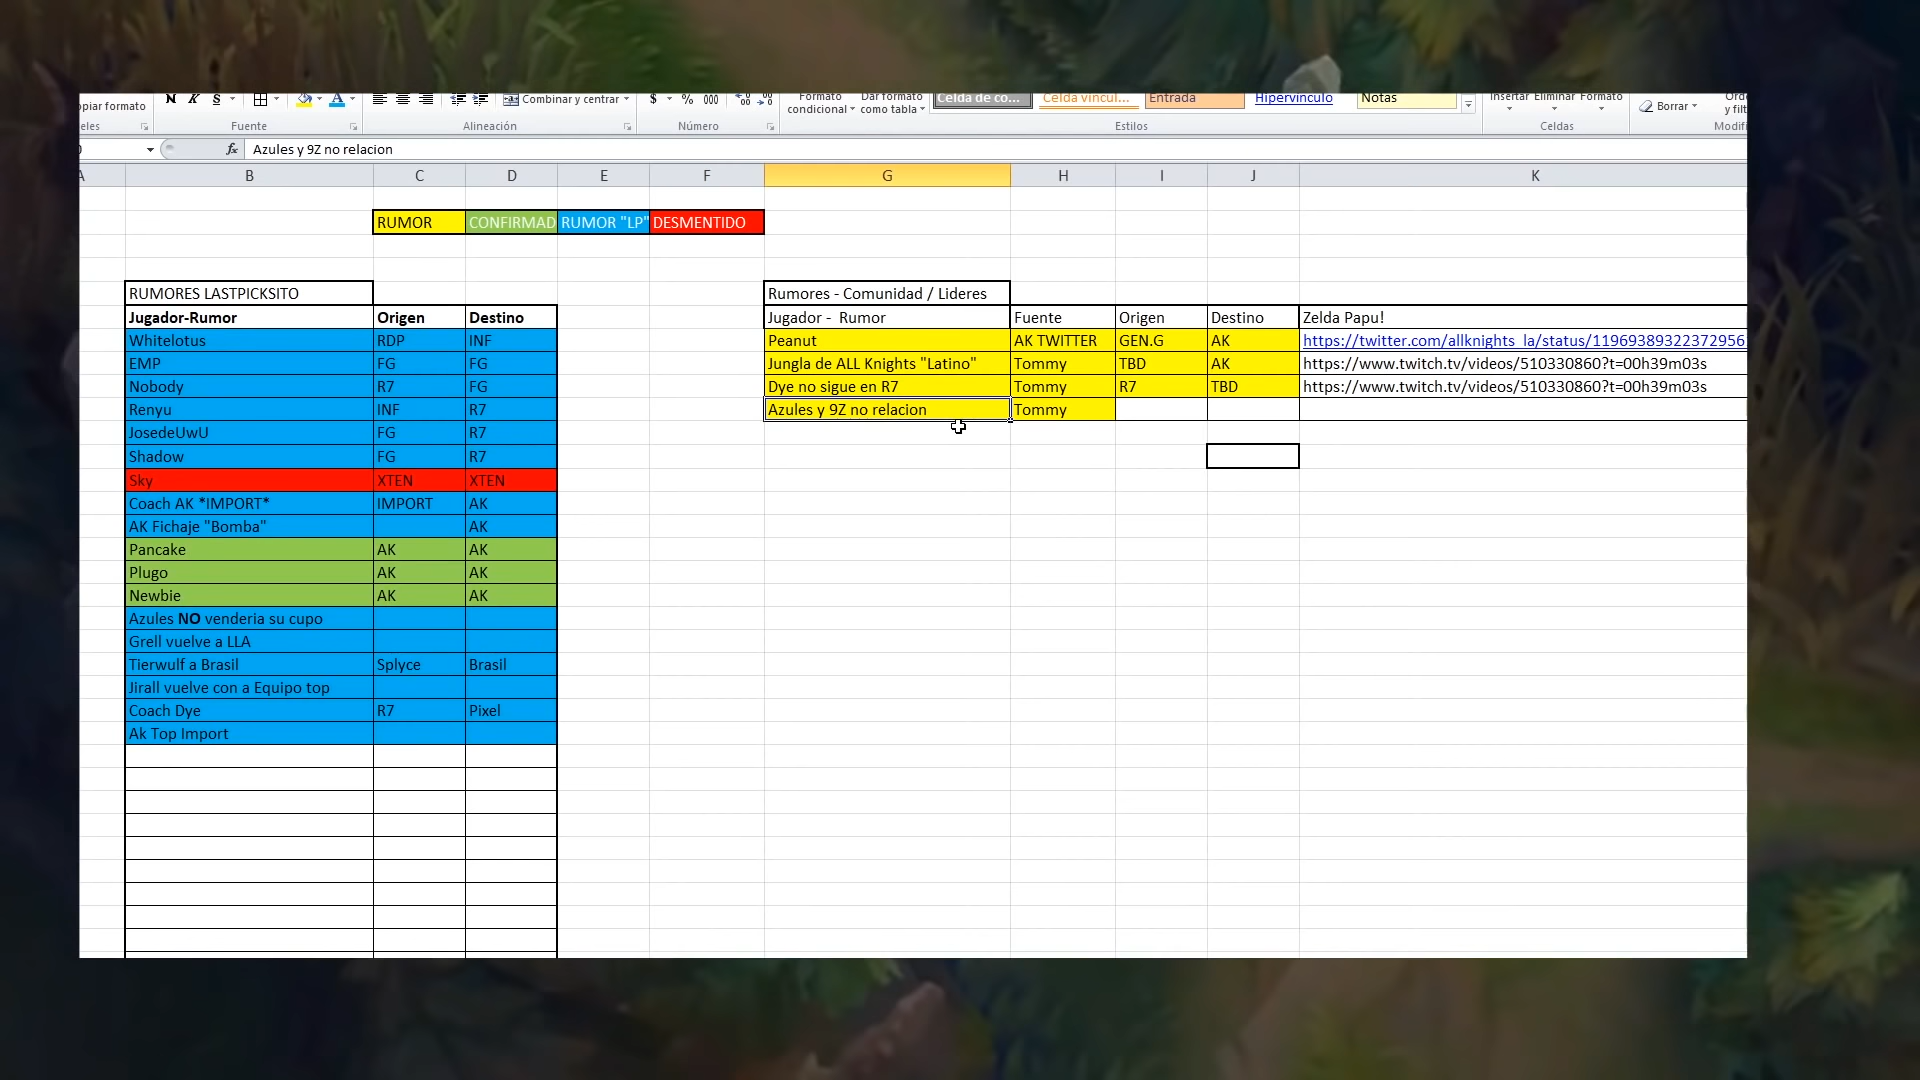 opiar formato
N K S
Combinar y centrar
$ % 000
Formato
condicional
Dar formato
como tabla
Celda de co...
Celda vincul...
Entrada
Hipervínculo
Notas
Insertar Eliminar Formato
Borrar
y filt
eles
Fuente
Alineación
Número
Estilos
Celdas
Modifi
fx Azules y 9Z no relacion
A B C D E F G H I J K
RUMOR CONFIRMAD RUMOR "LP" DESMENTIDO
RUMORES LASTPICKSITO
Jugador-Rumor Origen Destino
Whitelotus RDP INF
EMP FG FG
Nobody R7 FG
Renyu INF R7
JosedeUwU FG R7
Shadow FG R7
Sky XTEN XTEN
Coach AK *IMPORT* IMPORT AK
AK Fichaje "Bomba" AK
Pancake AK AK
Plugo AK AK
Newbie AK AK
Azules NO venderia su cupo
Grell vuelve a LLA
Tierwulf a Brasil Splyce Brasil
Jirall vuelve con a Equipo top
Coach Dye R7 Pixel
Ak Top Import
Rumores - Comunidad / Lideres
Jugador - Rumor Fuente Origen Destino Zelda Papu!
Peanut AK TWITTER GEN.G AK https://twitter.com/allknights_la/status/11969389322372956
Jungla de ALL Knights "Latino" Tommy TBD AK https://www.twitch.tv/videos/510330860?t=00h39m03s
Dye no sigue en R7 Tommy R7 TBD https://www.twitch.tv/videos/510330860?t=00h39m03s
Azules y 9Z no relacion Tommy